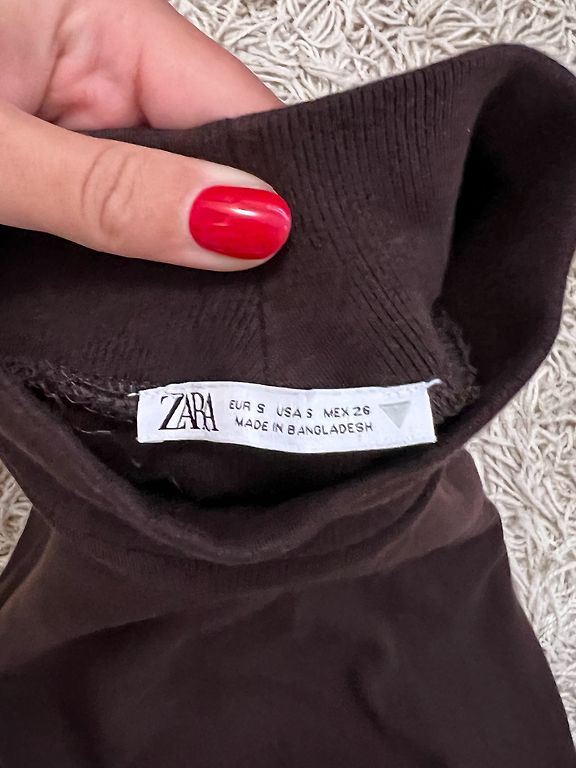 ZARA
EUR S USA S MEX 26
MADE IN BANGLADESH